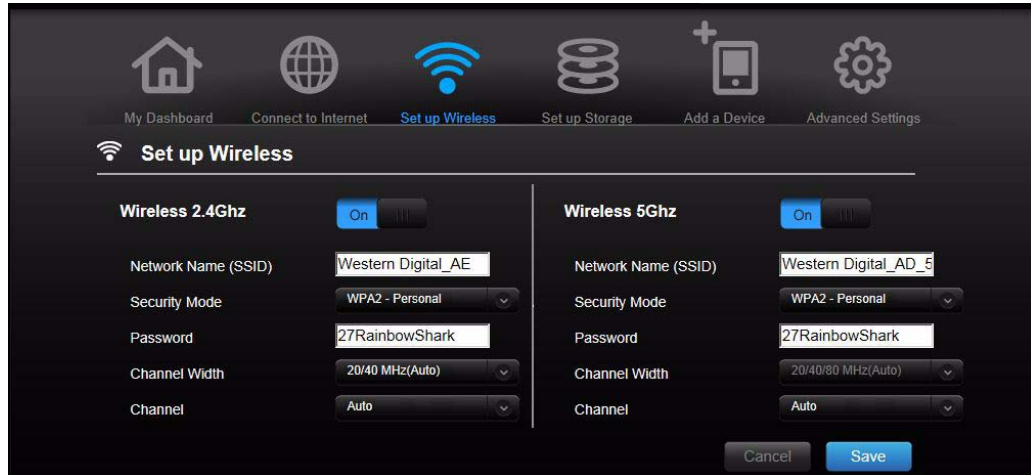 My Dashboard Connect to Internet Set up Wireless Set up Storage Add a Device Advanced Settings
Set up Wireless
Wireless 2.4Ghz On
Network Name (SSID) Western Digital_AE
Security Mode WPA2 - Personal
Password 27RainbowShark
Channel Width 20/40 MHz(Auto)
Channel Auto
Wireless 5Ghz On
Network Name (SSID) Western Digital_AD_5
Security Mode WPA2 - Personal
Password 27RainbowShark
Channel Width 20/40/80 MHz(Auto)
Channel Auto
Cancel Save